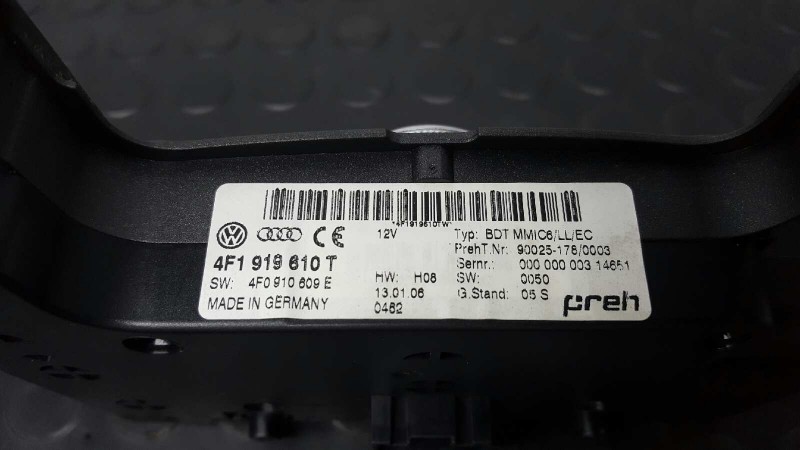 *4F1919610TW*
12V
Typ: BDT MMIC6/LL/EC
PrehT.Nr: 90025-176/0003
4F1 919 610 T
Sernr.: 000 000 003 14651
SW: 4F0 910 609 E
HW: H08
SW: 0050
13.01.06
G.Stand: 05 S
MADE IN GERMANY
0462
preh